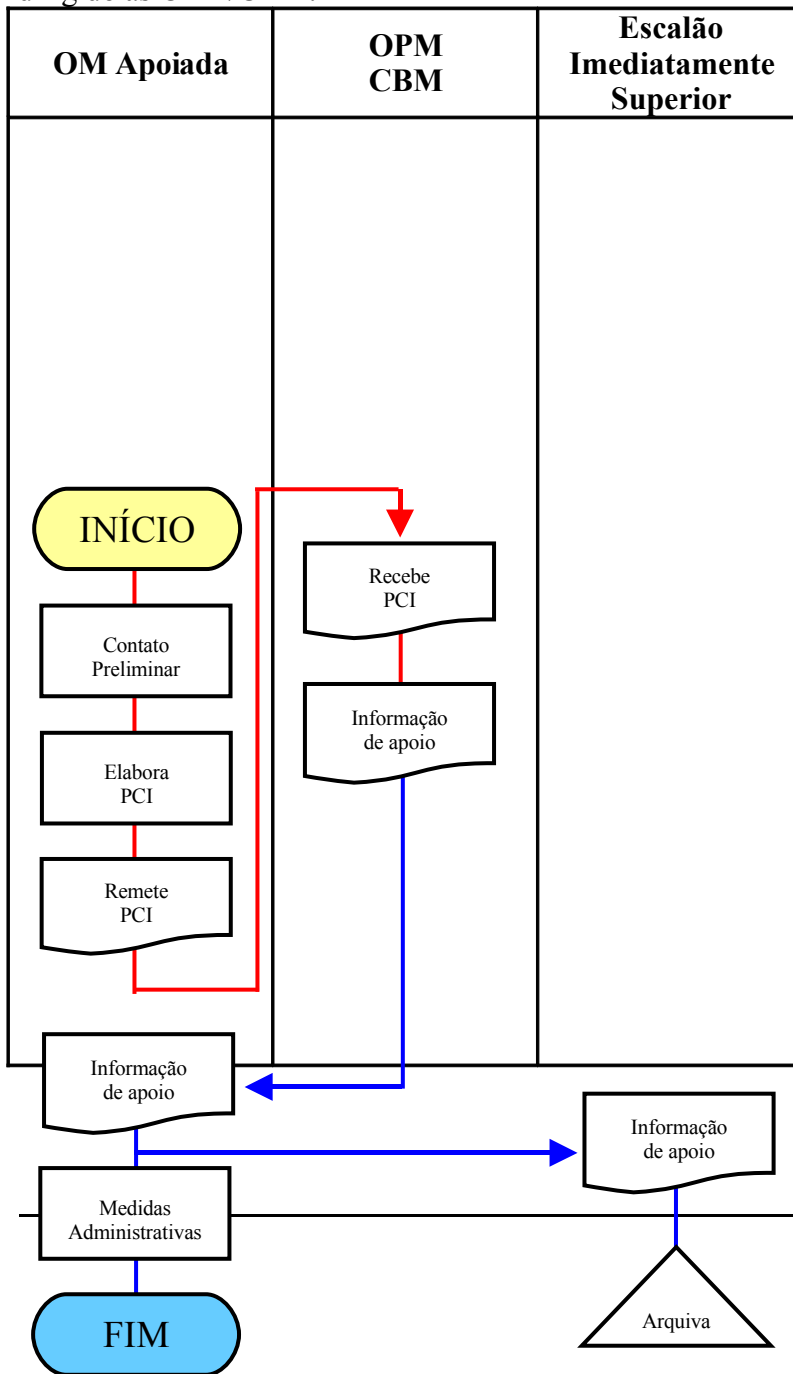 OM Apoiada
OPM
CBM
Escalão
Imediatamente
Superior
INÍCIO
Contato
Preliminar
Elabora
PCI
Remete
PCI
Recebe
PCI
Informação
de apoio
Informação
de apoio
Informação
de apoio
Medidas
Administrativas
FIM
Arquiva